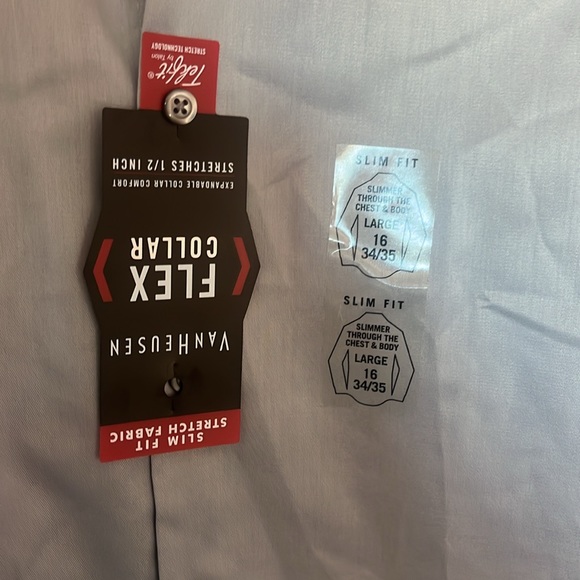 STRETCH TECHNOLOGY
by Talon
Tekfit®
STRETCHES 1/2 INCH
EXPANDABLE COLLAR COMFORT
FLEX
COLLAR
VANHEUSEN
SLIM FIT
STRETCH FABRIC
SLIM FIT
SLIMMER
THROUGH THE
CHEST & BODY
LARGE
16
34/35
SLIM FIT
SLIMMER
THROUGH THE
CHEST & BODY
LARGE
16
34/35